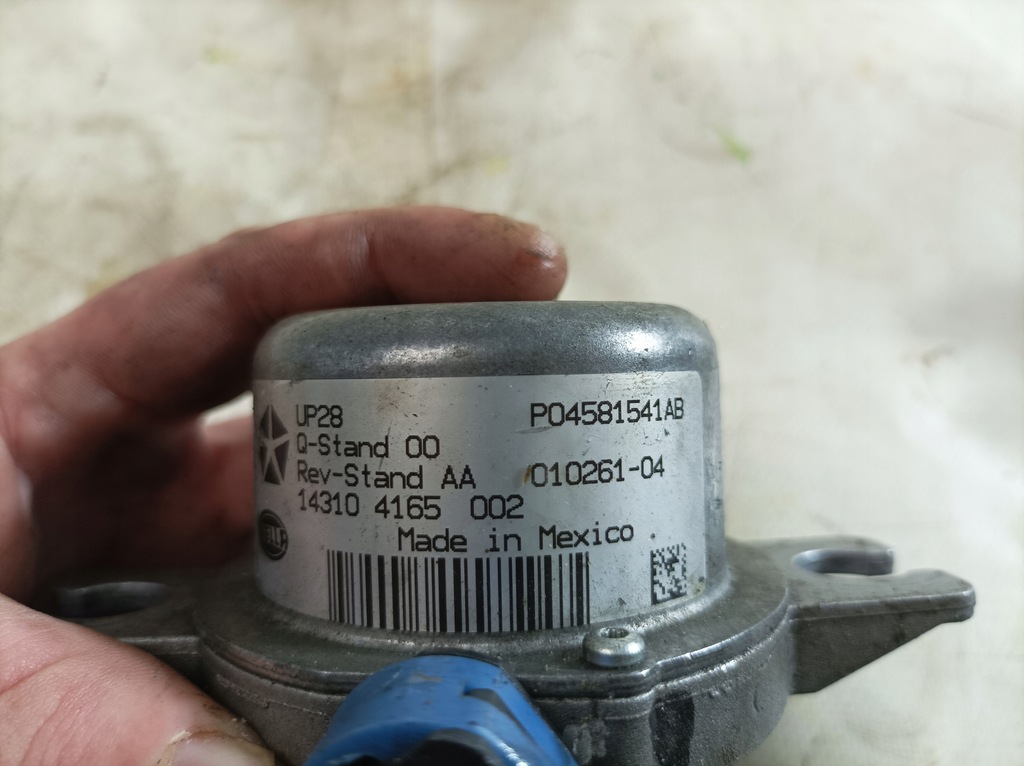 UP28 P04581541AB
Q-Stand 00
Rev-Stand AA 010261-04
14310 4165 002
Made in Mexico